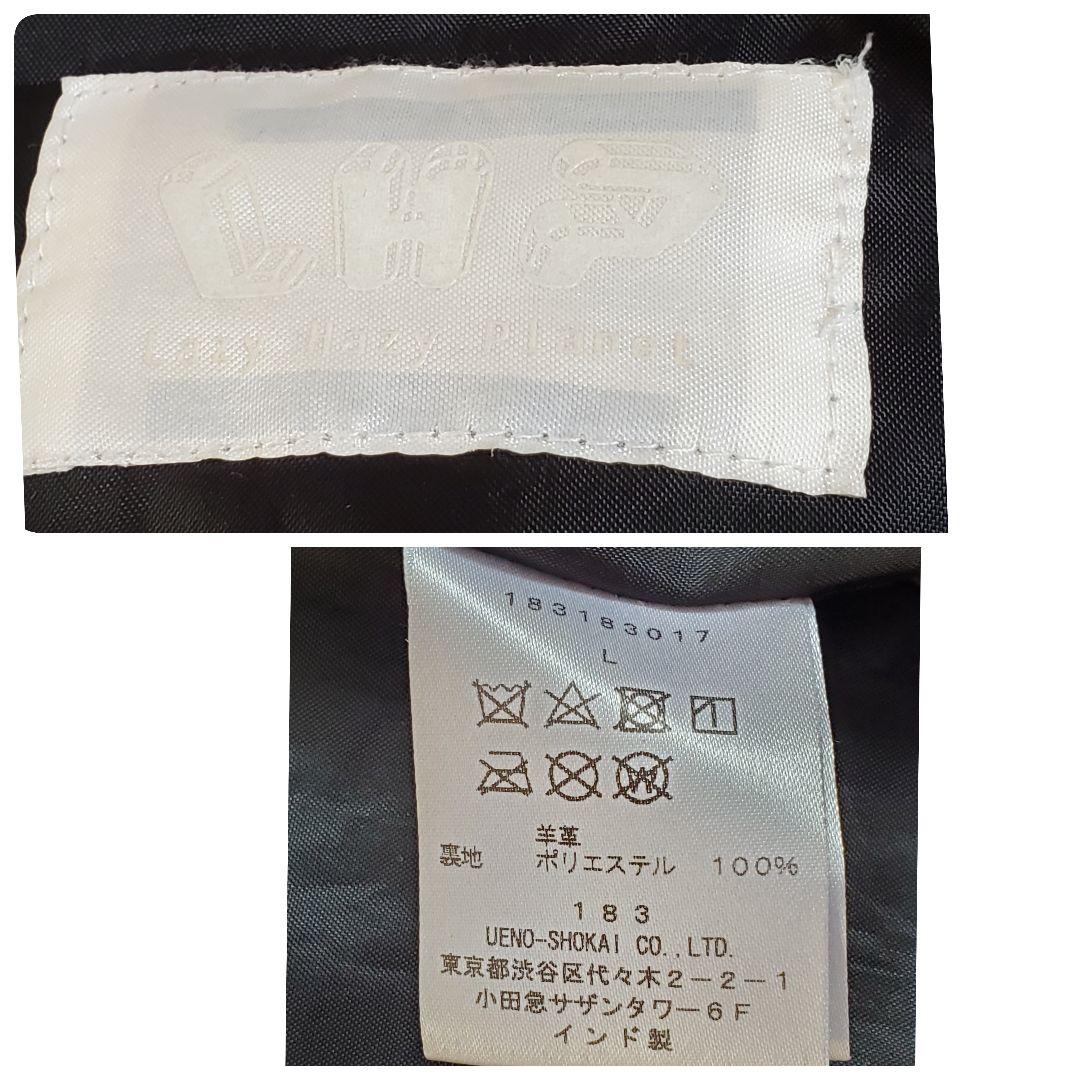 LHP
Lazy Hazy Planet
183183017
L
羊革
裏地 ポリエステル 100%
183
UENO-SHOKAI CO.,LTD.
東京都渋谷区代々木2-2-1
小田急サザンタワー6F
インド製